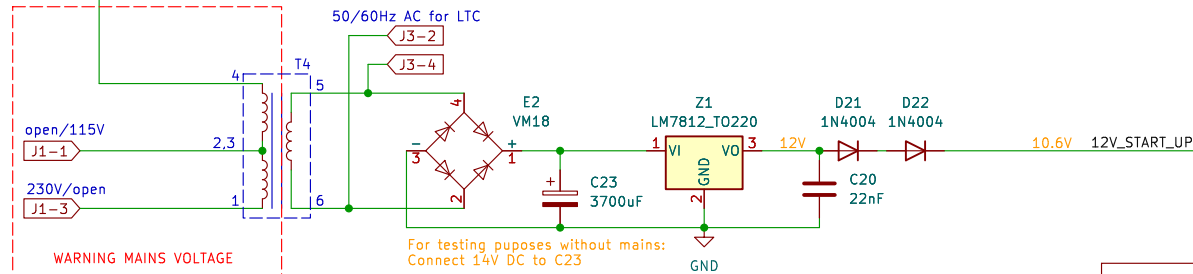 50/60Hz AC for LTC
J3-2
J3-4
T4
4
5
E2
VM18
4
Z1
LM7812_TO220
D21
1N4004
D22
1N4004
open/115V
J1-1
2,3
-
3
+
1
1
VI
VO
3
12V
10.6V
12V_START_UP
GND
2
C23
3700uF
+
C20
22nF
230V/open
J1-3
1
6
2
For testing puposes without mains:
Connect 14V DC to C23
GND
WARNING MAINS VOLTAGE